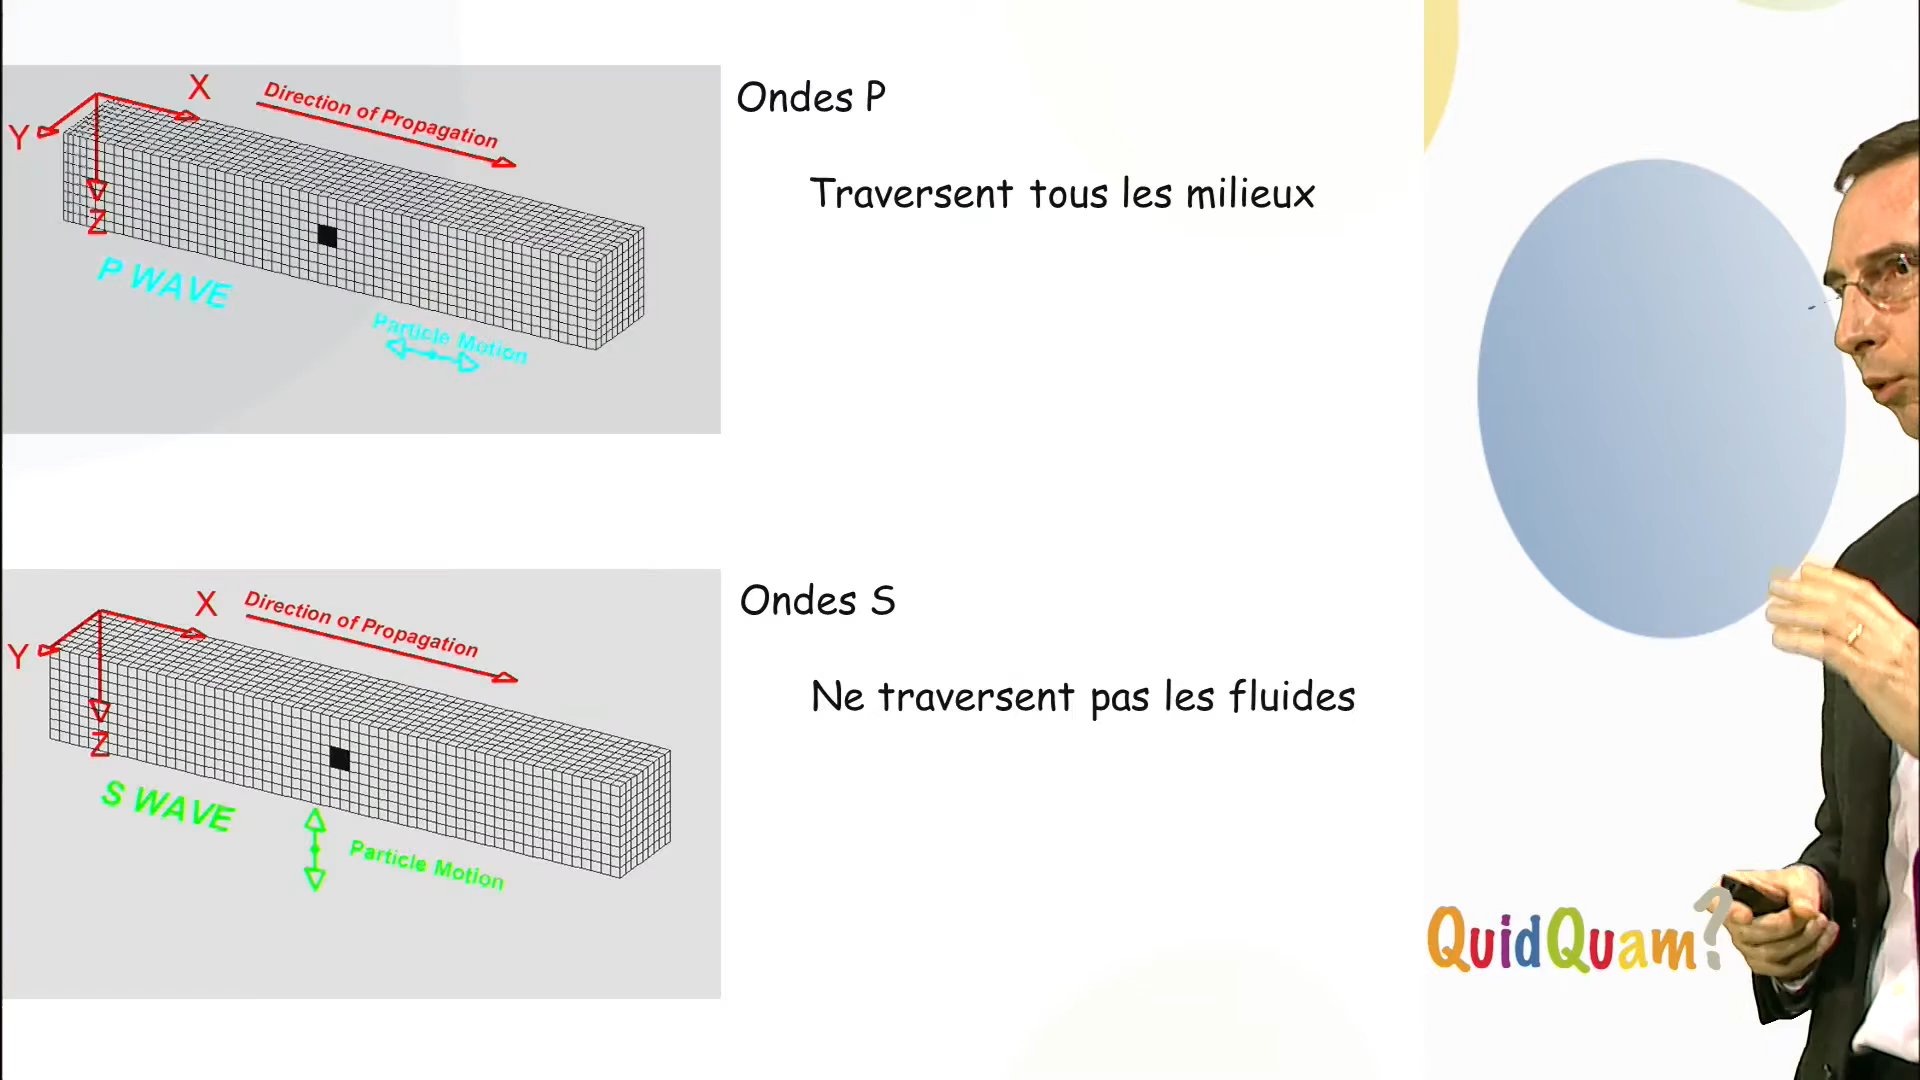 X
Direction of Propagation
Y
Z
P WAVE
Particle Motion
Ondes P
Traversent tous les milieux
X
Direction of Propagation
Y
Z
S WAVE
Particle Motion
Ondes S
Ne traversent pas les fluides
QuidQuam?